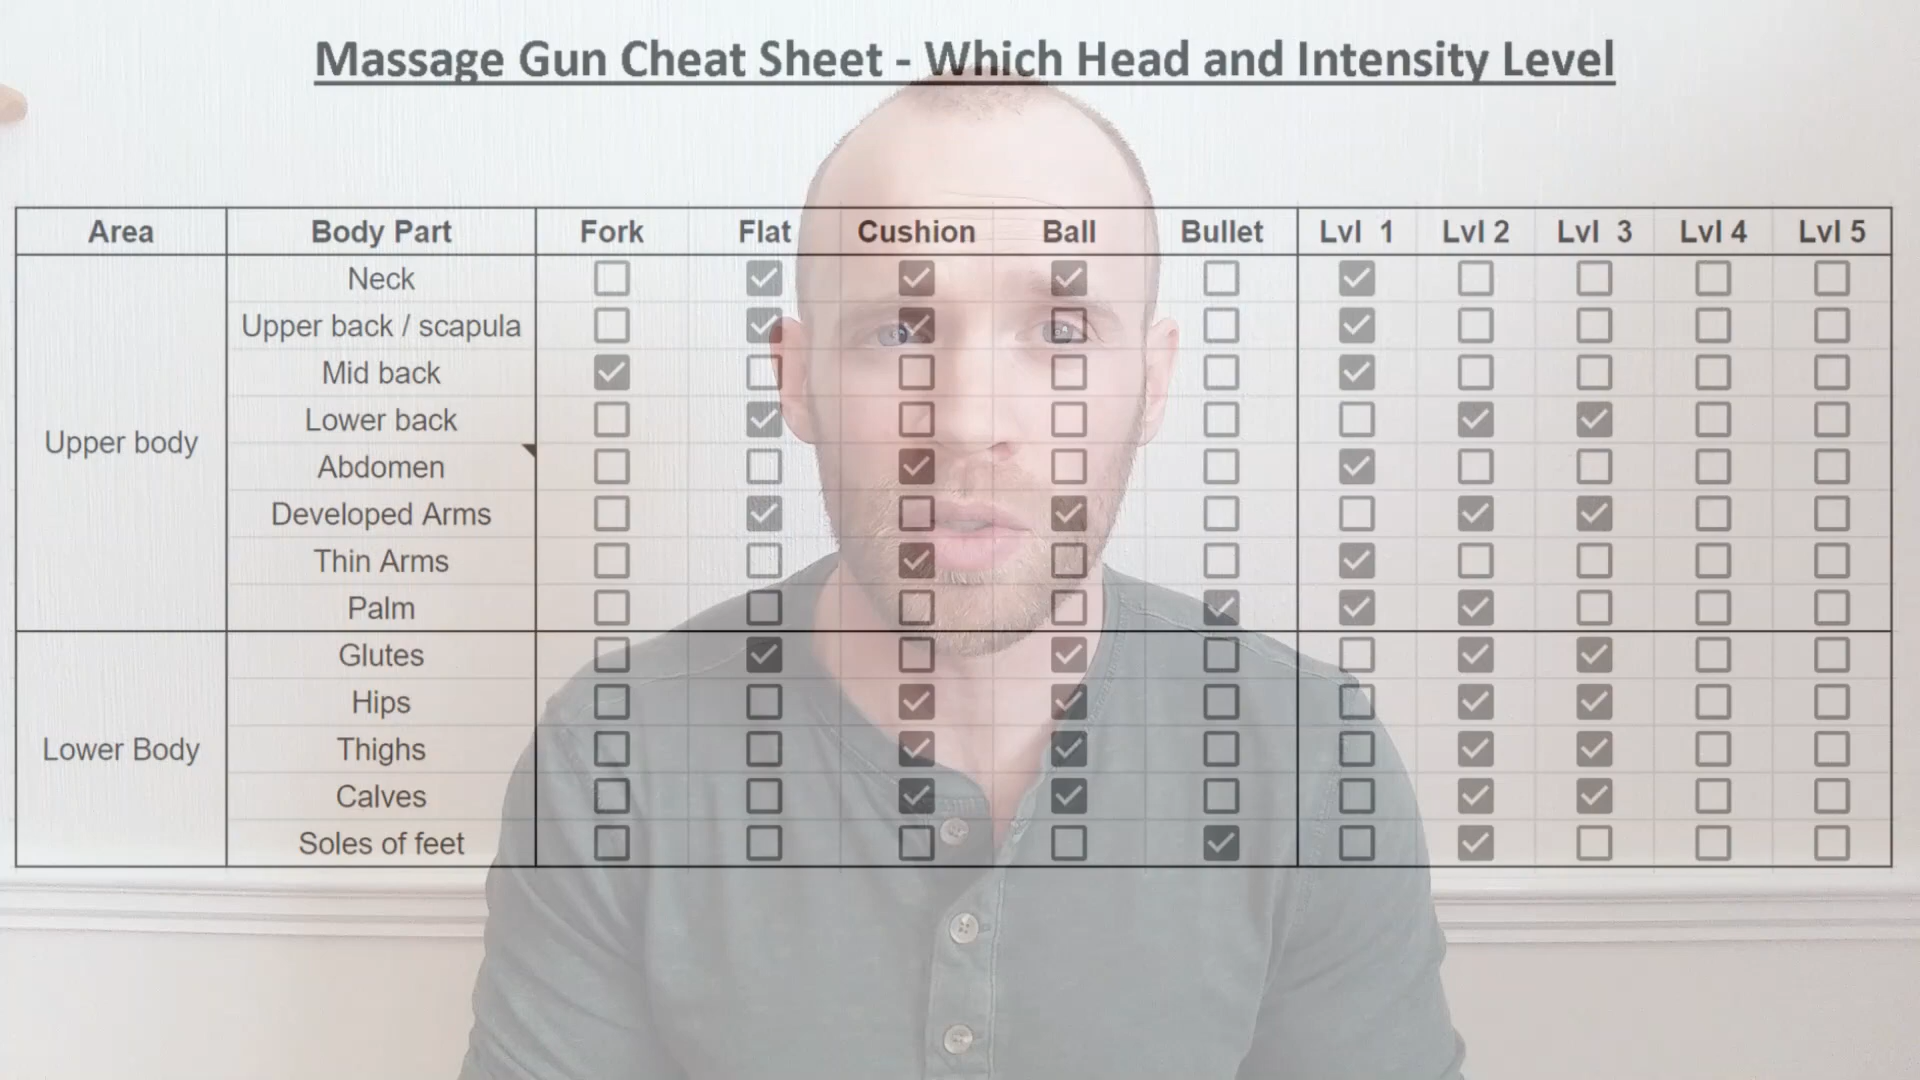 Massage Gun Cheat Sheet - Which Head and Intensity Level
Area Body Part Fork Flat Cushion Ball Bullet Lvl 1 Lvl 2 Lvl 3 Lvl 4 Lvl 5
Upper body
Neck
Upper back / scapula
Mid back
Lower back
Abdomen
Developed Arms
Thin Arms
Palm
Lower Body
Glutes
Hips
Thighs
Calves
Soles of feet